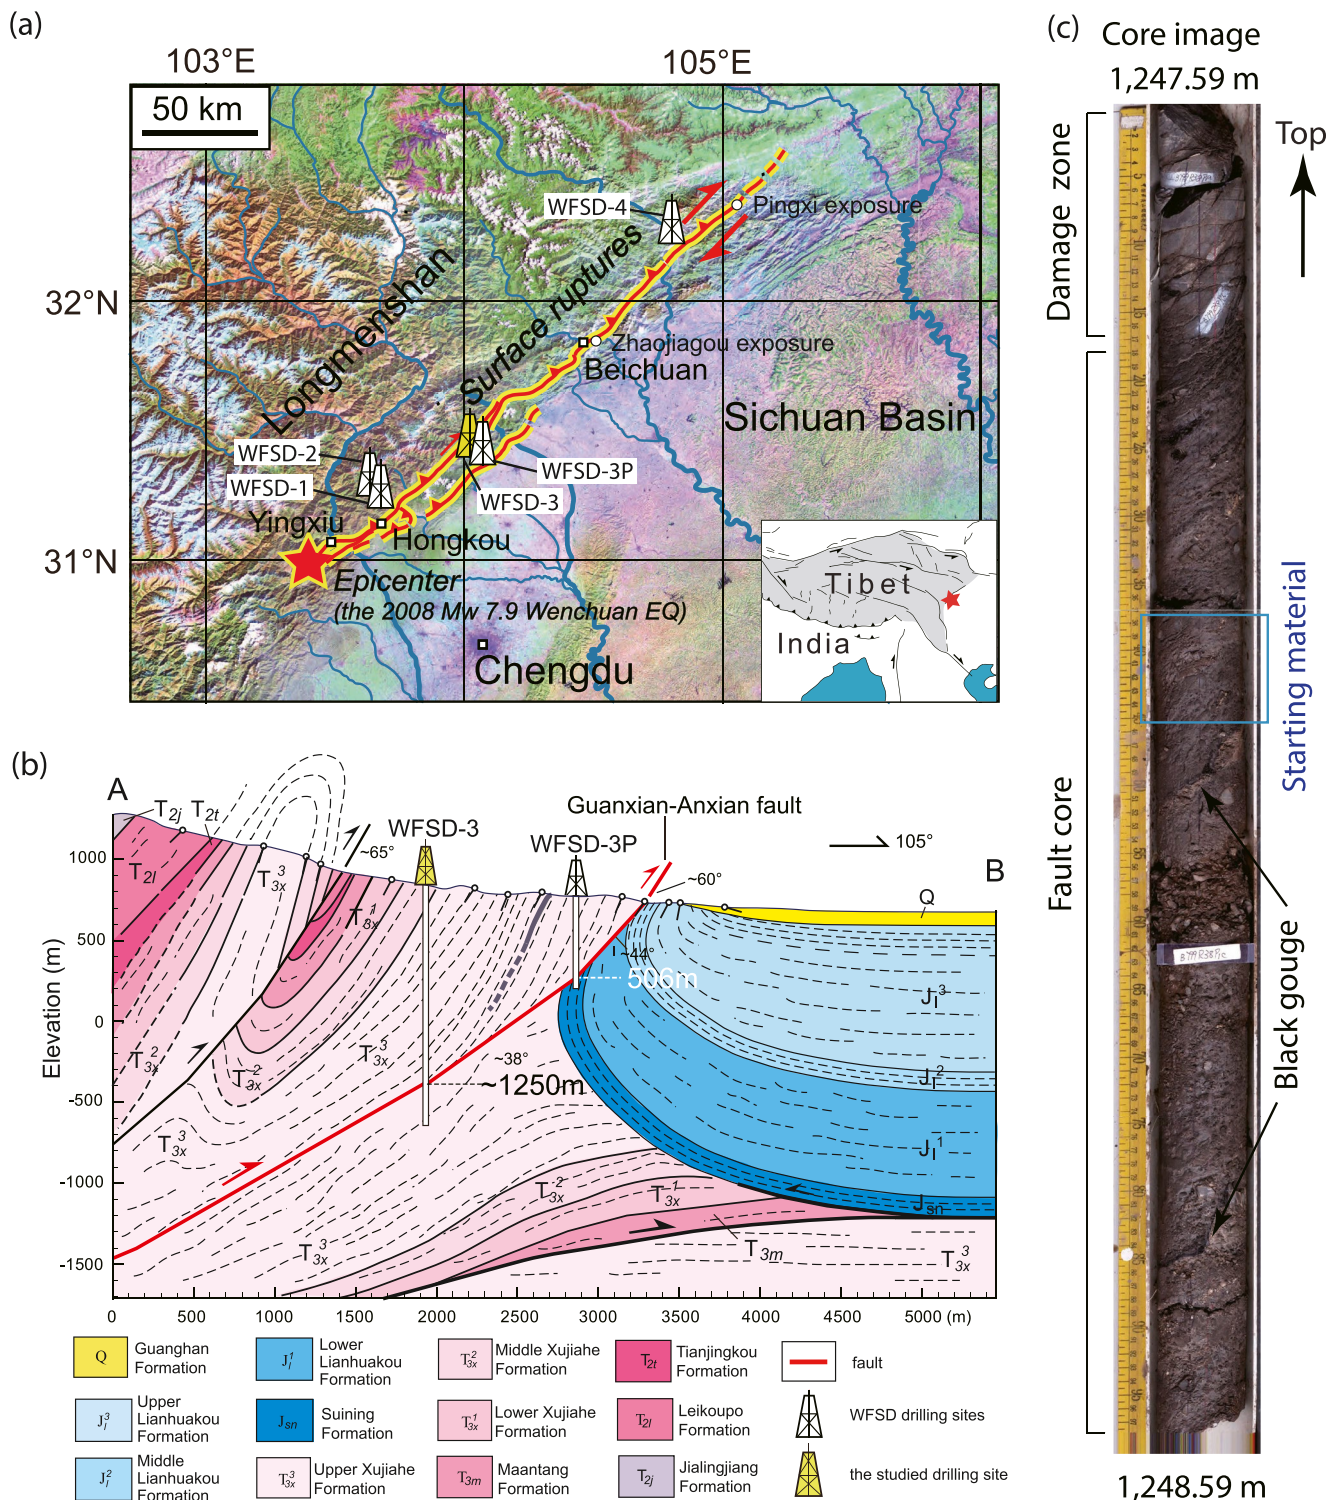 (a)
103°E
105°E
50 km
32°N
31°N
WFSD-4
Pingxi exposure
Longmenshan
Surface ruptures
Zhaojiagou exposure
Beichuan
Sichuan Basin
WFSD-2
WFSD-1
WFSD-3P
WFSD-3
Yingxiu
Hongkou
Epicenter
(the 2008 Mw 7.9 Wenchuan EQ)
Chengdu
Tibet
India
(b)
A
B
Guanxian-Anxian fault
WFSD-3
WFSD-3P
105°
~65°
~60°
~44°
~38°
506m
~1250m
Elevation (m)
1000
500
0
-500
-1000
-1500
T2j
T2t
T2l
T3x3
T3x1
T3x2
T3x2
T3x3
T3x3
T3x2
T3x1
T3m
T3x3
T3x3
Q
Jl3
Jl2
Jl1
Jsn
0 500 1000 1500 2000 2500 3000 3500 4000 4500 5000 (m)
Q Guanghan Formation
Jl1 Lower Lianhuakou Formation
T3x2 Middle Xujiahe Formation
T2t Tianjingkou Formation
fault
Jl3 Upper Lianhuakou Formation
Jsn Suining Formation
T3x1 Lower Xujiahe Formation
T2l Leikoupo Formation
WFSD drilling sites
Jl2 Middle Lianhuakou Formation
T3x3 Upper Xujiahe Formation
T3m Maantang Formation
T2j Jialingjiang Formation
the studied drilling site
(c)
Core image
1,247.59 m
Top
Damage zone
Fault core
Starting material
Black gouge
1,248.59 m